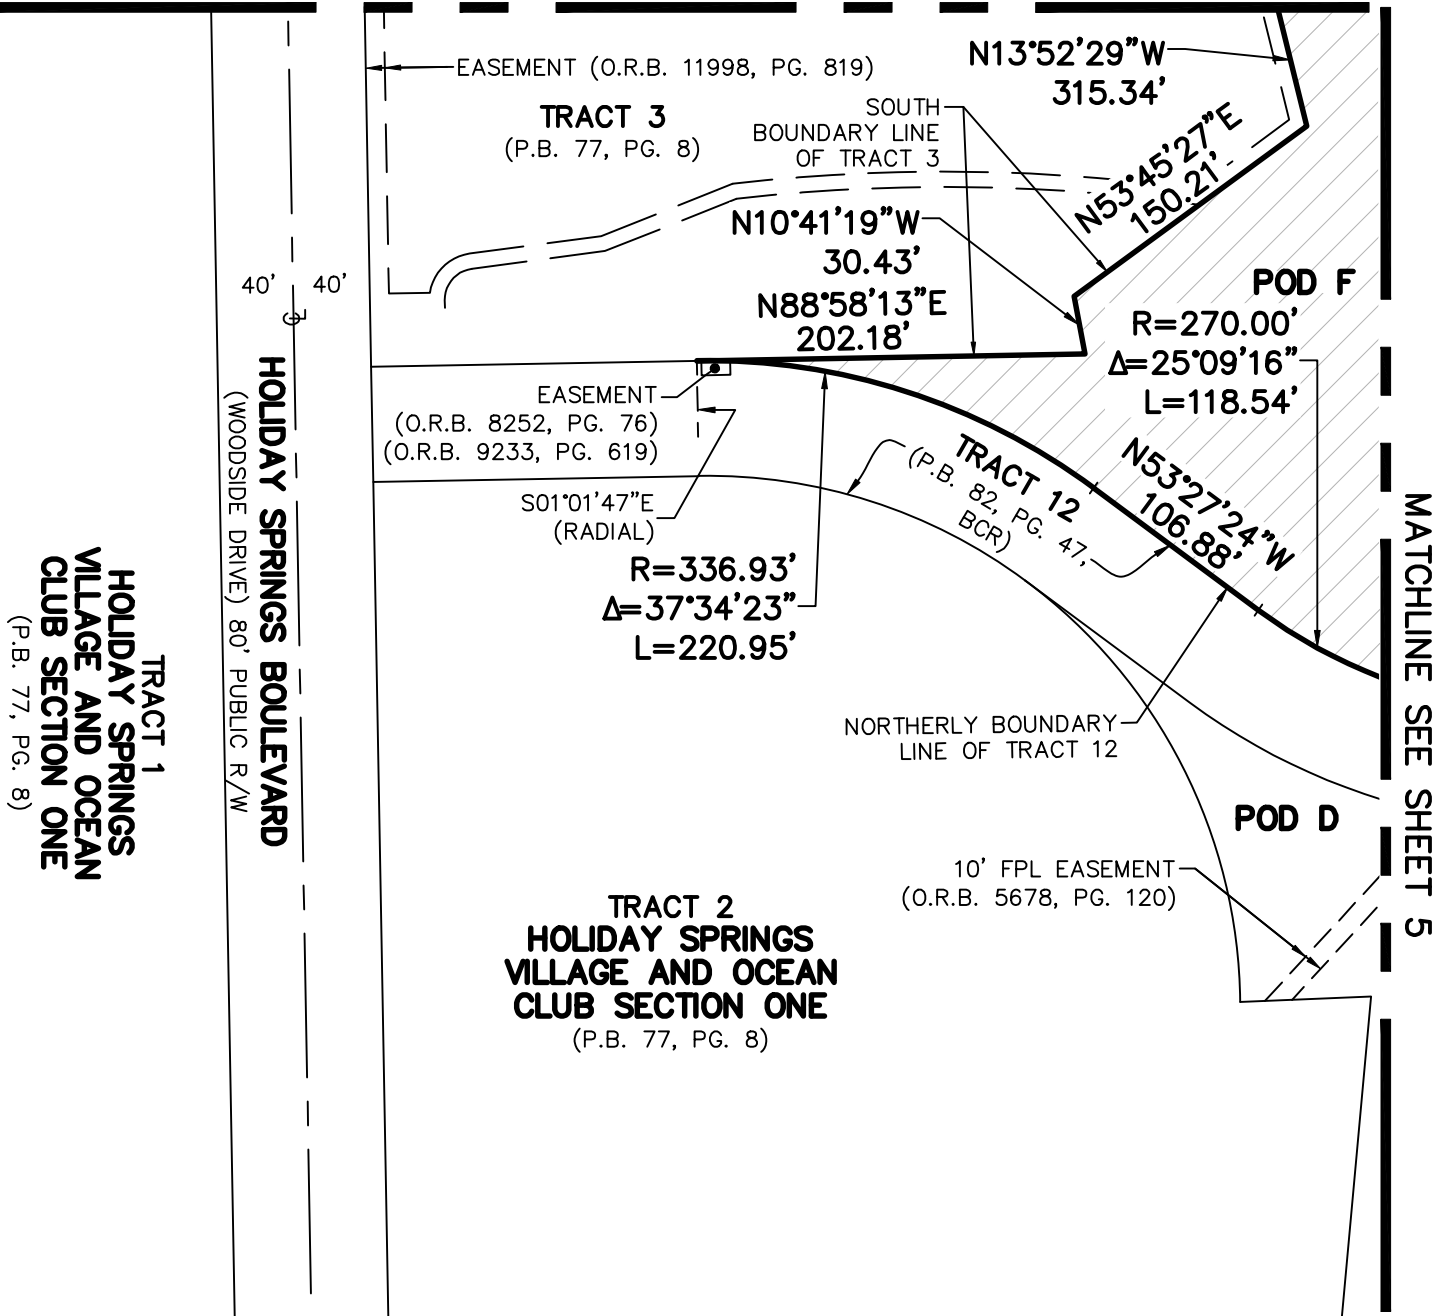 EASEMENT (O.R.B. 11998, PG. 819)
TRACT 3
(P.B. 77, PG. 8)
SOUTH
BOUNDARY LINE
OF TRACT 3
N13°52'29"W
315.34'
N53°45'27"E
150.21'
N10°41'19"W
30.43'
N88°58'13"E
202.18'
POD F
R=270.00'
Δ=25°09'16"
L=118.54'
40' 40'
HOLIDAY SPRINGS BOULEVARD
(WOODSIDE DRIVE) 80' PUBLIC R/W
EASEMENT
(O.R.B. 8252, PG. 76)
(O.R.B. 9233, PG. 619)
S01°01'47"E
(RADIAL)
R=336.93'
Δ=37°34'23"
L=220.95'
TRACT 12
(P.B. 82, PG. 47,
BCR)
N53°27'24"W
106.88'
NORTHERLY BOUNDARY
LINE OF TRACT 12
POD D
10' FPL EASEMENT
(O.R.B. 5678, PG. 120)
MATCHLINE SEE SHEET 5
TRACT 1
HOLIDAY SPRINGS
VILLAGE AND OCEAN
CLUB SECTION ONE
(P.B. 77, PG. 8)
TRACT 2
HOLIDAY SPRINGS
VILLAGE AND OCEAN
CLUB SECTION ONE
(P.B. 77, PG. 8)